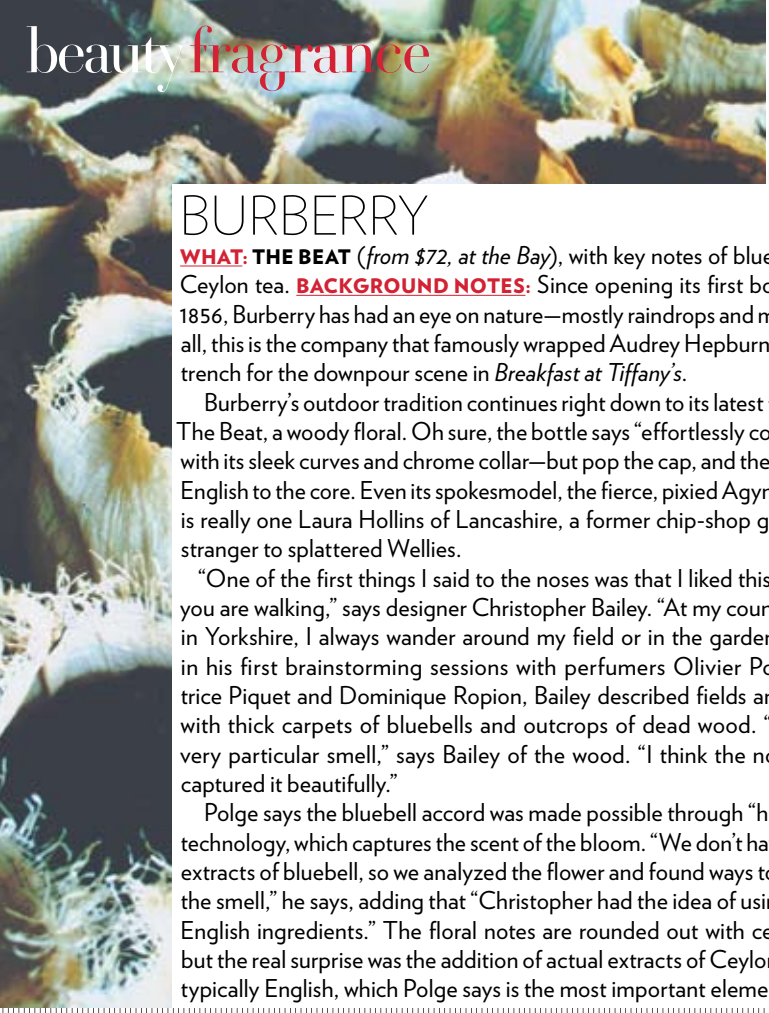 beauty fragrance
BURBERRY
WHAT: THE BEAT (from $72, at the Bay), with key notes of blue
Ceylon tea. BACKGROUND NOTES: Since opening its first bo
1856, Burberry has had an eye on nature—mostly raindrops and m
all, this is the company that famously wrapped Audrey Hepburn
trench for the downpour scene in Breakfast at Tiffany's.
Burberry's outdoor tradition continues right down to its latest
The Beat, a woody floral. Oh sure, the bottle says “effortlessly co
with its sleek curves and chrome collar—but pop the cap, and the
English to the core. Even its spokesmodel, the fierce, pixied Agyn
is really one Laura Hollins of Lancashire, a former chip-shop g
stranger to splattered Wellies.
“One of the first things I said to the noses was that I liked this
you are walking,” says designer Christopher Bailey. “At my coun
in Yorkshire, I always wander around my field or in the garden
in his first brainstorming sessions with perfumers Olivier Po
trice Piquet and Dominique Ropion, Bailey described fields an
with thick carpets of bluebells and outcrops of dead wood. “
very particular smell,” says Bailey of the wood. “I think the no
captured it beautifully.”
Polge says the bluebell accord was made possible through “h
technology, which captures the scent of the bloom. “We don't ha
extracts of bluebell, so we analyzed the flower and found ways to
the smell,” he says, adding that “Christopher had the idea of usin
English ingredients.” The floral notes are rounded out with ce
but the real surprise was the addition of actual extracts of Ceylon
typically English, which Polge says is the most important eleme